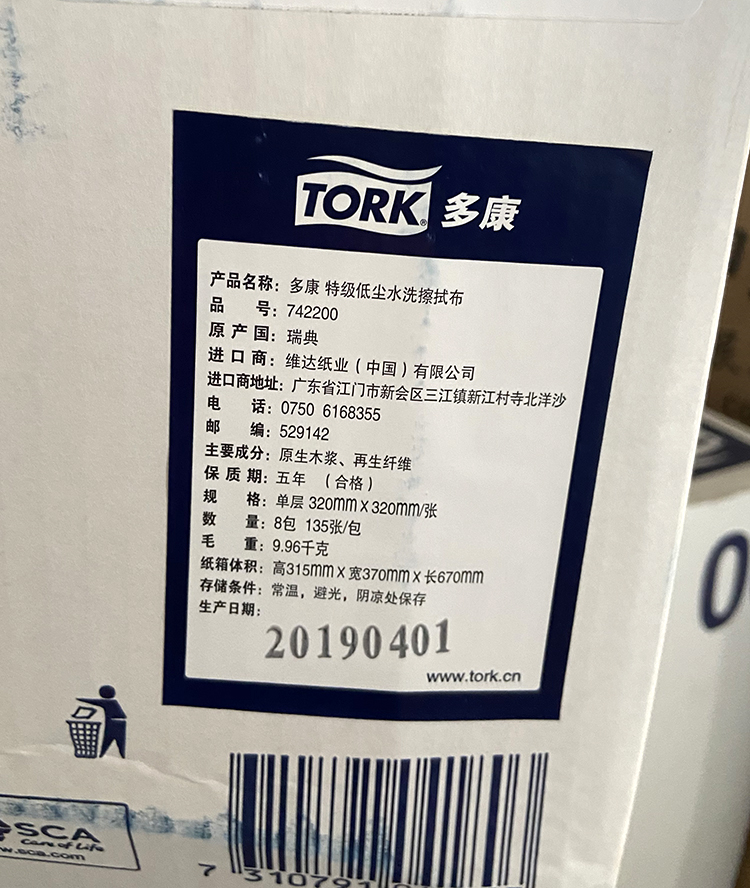 TORK® 多康
产品名称：多康 特级低尘水洗擦拭布
品 号：742200
原 产 国：瑞典
进 口 商：维达纸业（中国）有限公司
进口商地址：广东省江门市新会区三江镇新江村寺北洋沙
电 话：0750 6168355
邮 编：529142
主要成分：原生木浆、再生纤维
保 质 期：五年 （合格）
规 格：单层 320mm X 320mm/张
数 量：8包 135张/包
毛 重：9.96千克
纸箱体积：高315mm X 宽370mm X 长670mm
存储条件：常温，避光，阴凉处保存
生产日期：
20190401
www.tork.cn
SCA
Care of Life
w.sca.com
7 310791
0